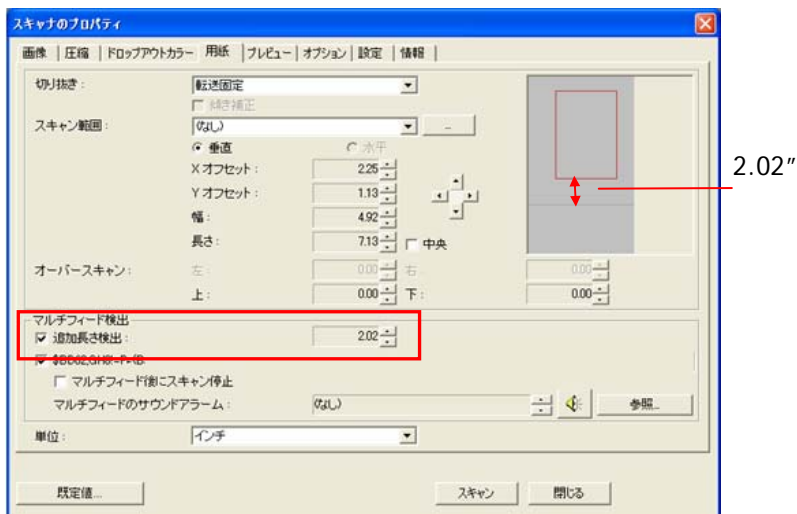 スキャナのプロパティ
画像 | 圧縮 | ドロップアウトカラー 用紙 | プレビュー | オプション | 設定 | 情報 |
切り抜き： 転送固定
傾き補正
スキャン範囲： (なし) ..
垂直 水平
Xオフセット： 2.25
Yオフセット： 1.13
幅： 4.92
長さ： 7.13 中央
オーバースキャン： 左： 0.00 右 0.00
上： 0.00 下： 0.00
マルチフィード検出
追加長さ検出： 2.02
マルチフィード後にスキャン停止
マルチフィードのサウンドアラーム： (なし) 参照...
単位： インチ
既定値... スキャン 閉じる
2.02"